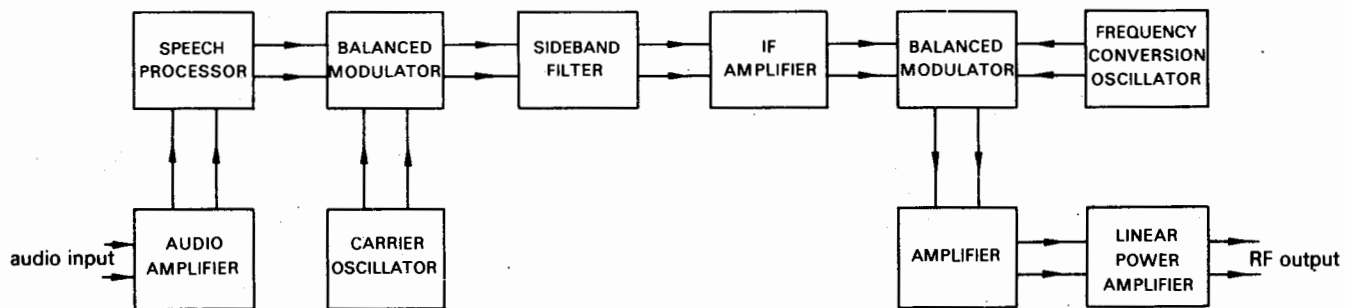 SPEECH
PROCESSOR
BALANCED
MODULATOR
SIDEBAND
FILTER
IF
AMPLIFIER
BALANCED
MODULATOR
FREQUENCY
CONVERSION
OSCILLATOR
audio input
AUDIO
AMPLIFIER
CARRIER
OSCILLATOR
AMPLIFIER
LINEAR
POWER
AMPLIFIER
RF output